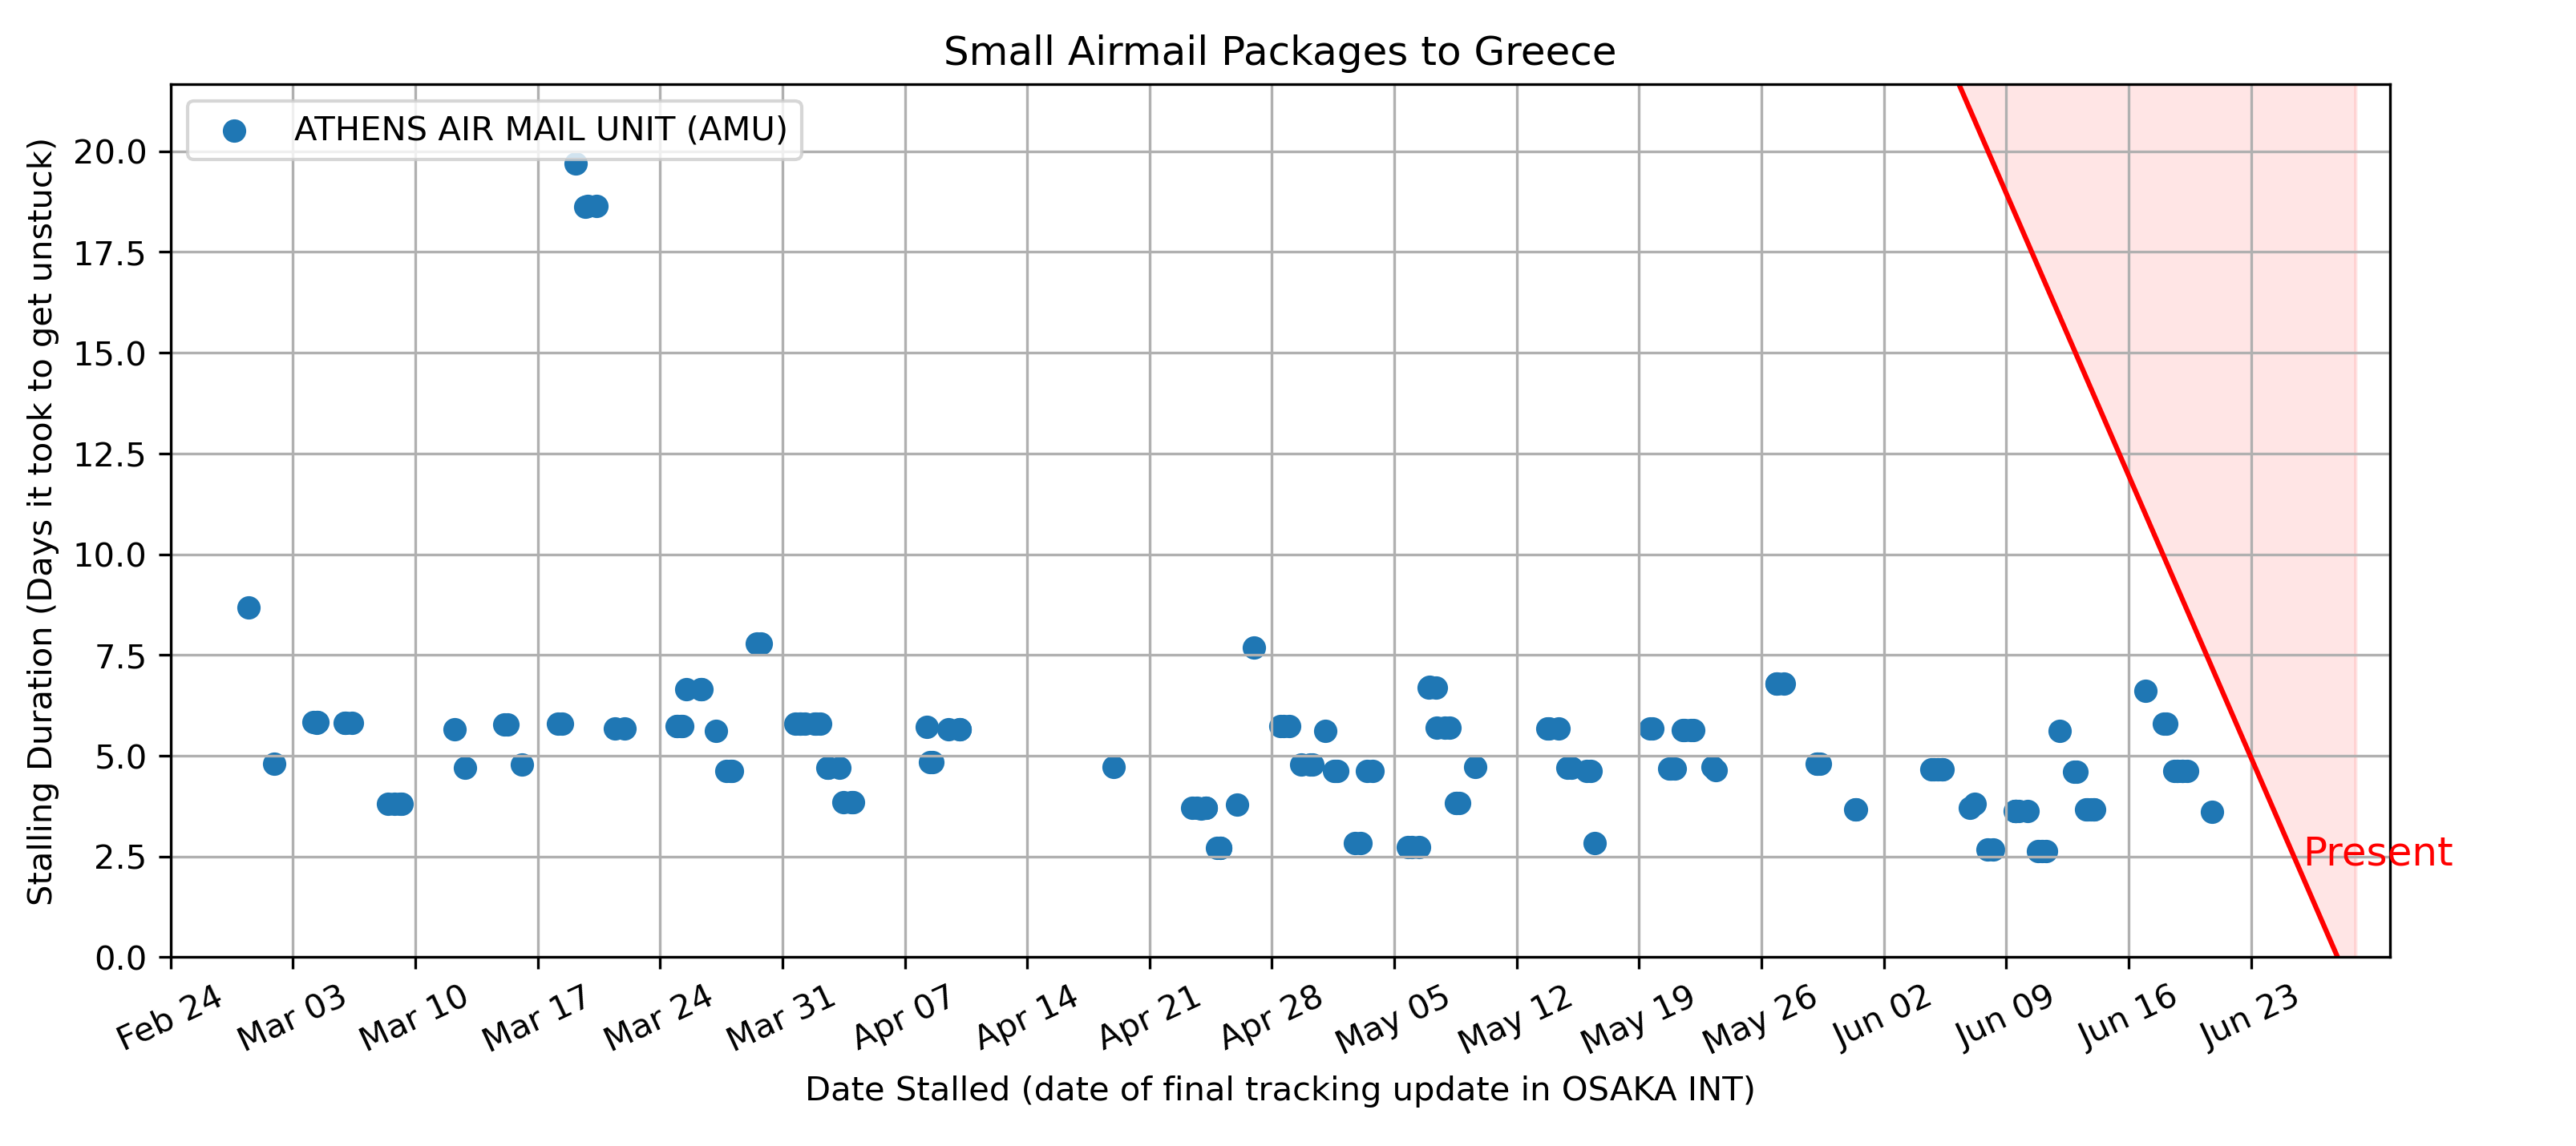 Small Airmail Packages to Greece
ATHENS AIR MAIL UNIT (AMU)
Stalling Duration (Days it took to get unstuck)
20.0
17.5
15.0
12.5
10.0
7.5
5.0
2.5
0.0
Present
Feb 24
Mar 03
Mar 10
Mar 17
Mar 24
Mar 31
Apr 07
Apr 14
Apr 21
Apr 28
May 05
May 12
May 19
May 26
Jun 02
Jun 09
Jun 16
Jun 23
Date Stalled (date of final tracking update in OSAKA INT)